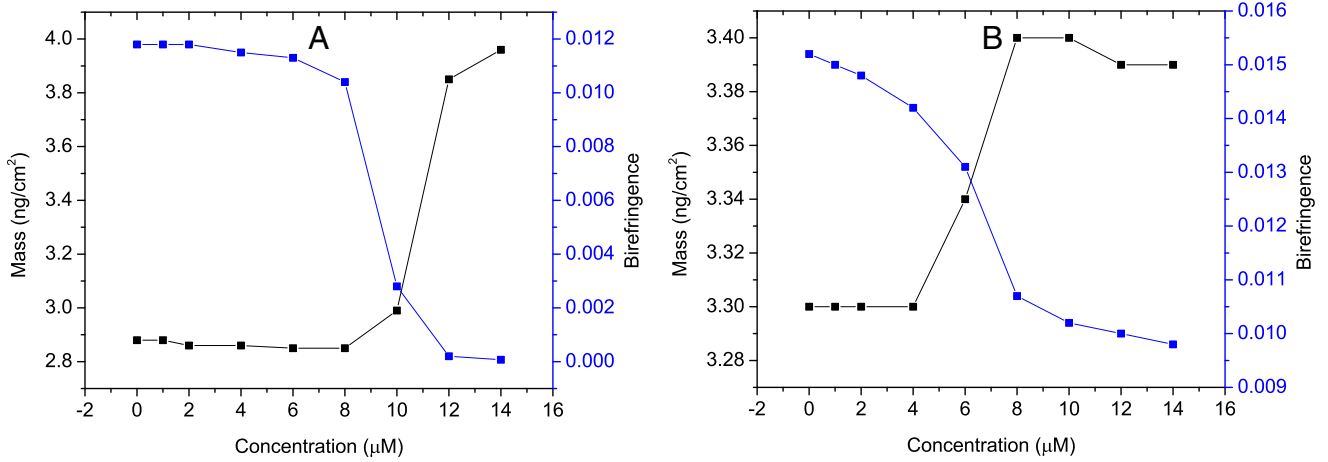 A
4.0
3.8
3.6
3.4
3.2
3.0
2.8
Mass (ng/cm²)
0.012
0.010
0.008
0.006
0.004
0.002
0.000
Birefringence
-2 0 2 4 6 8 10 12 14 16
Concentration (μM)
B
3.40
3.38
3.36
3.34
3.32
3.30
3.28
Mass (ng/cm²)
0.016
0.015
0.014
0.013
0.012
0.011
0.010
0.009
Birefringence
-2 0 2 4 6 8 10 12 14 16
Concentration (μM)